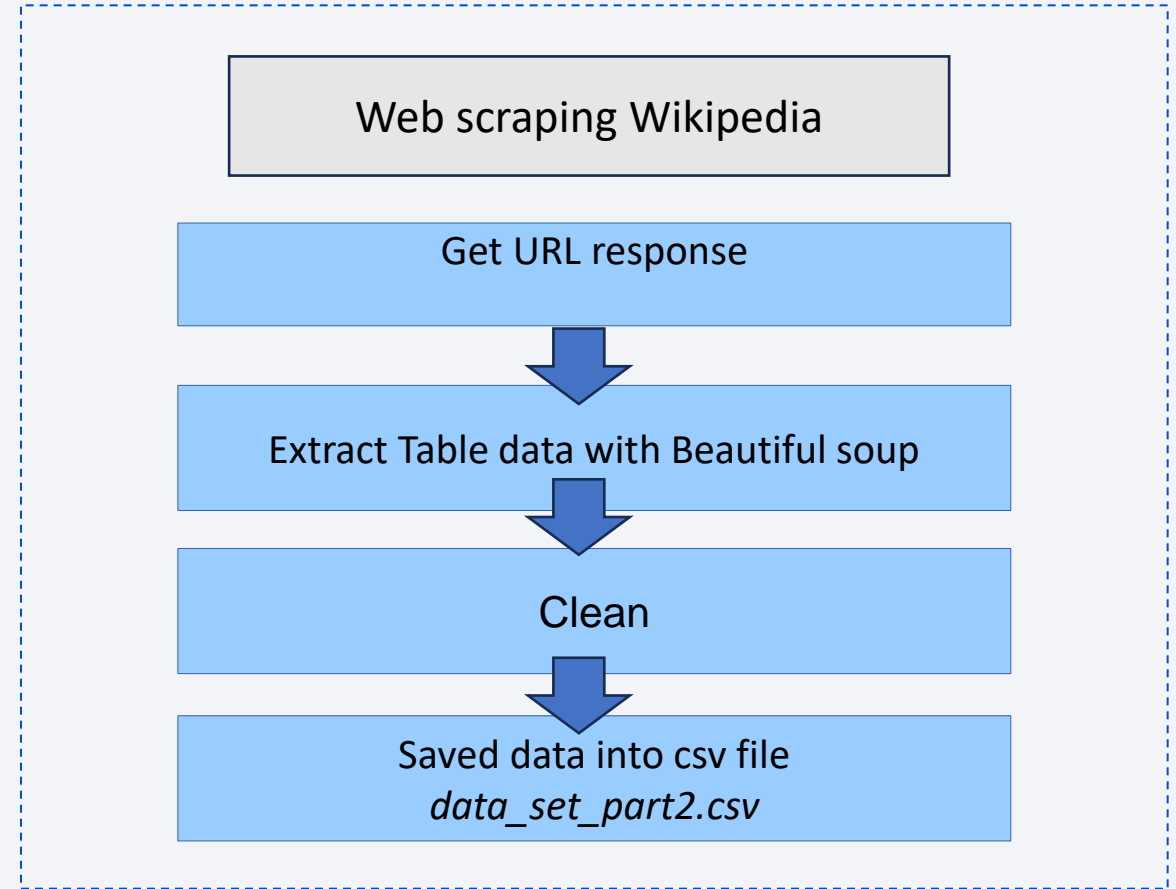 Web scraping Wikipedia
Get URL response
Extract Table data with Beautiful soup
Clean
Saved data into csv file
data_set_part2.csv